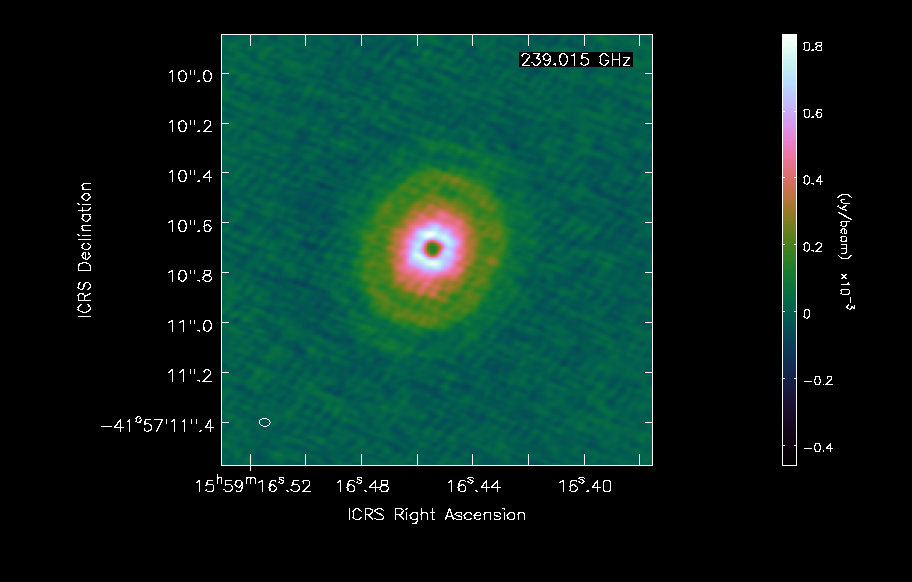 239.015 GHz
10".0
10".2
10".4
10".6
10".8
11".0
11".2
−41°57'11".4
ICRS Declination
15ʰ59ᵐ16ˢ.52
16ˢ.48
16ˢ.44
16ˢ.40
ICRS Right Ascension
0.8
0.6
0.4
0.2
0
−0.2
−0.4
(Jy/beam) ×10⁻³